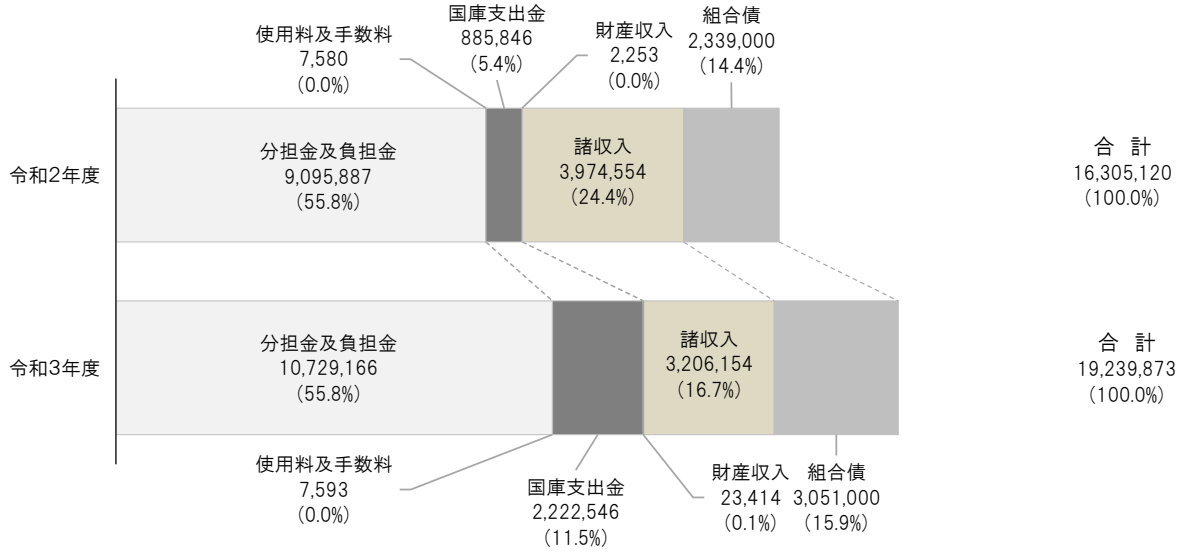 使用料及手数料
7,580
(0.0%)
国庫支出金
885,846
(5.4%)
財産収入
2,253
(0.0%)
組合債
2,339,000
(14.4%)
令和2年度
分担金及負担金
9,095,887
(55.8%)
諸収入
3,974,554
(24.4%)
合 計
16,305,120
(100.0%)
令和3年度
分担金及負担金
10,729,166
(55.8%)
諸収入
3,206,154
(16.7%)
合 計
19,239,873
(100.0%)
使用料及手数料
7,593
(0.0%)
国庫支出金
2,222,546
(11.5%)
財産収入
23,414
(0.1%)
組合債
3,051,000
(15.9%)